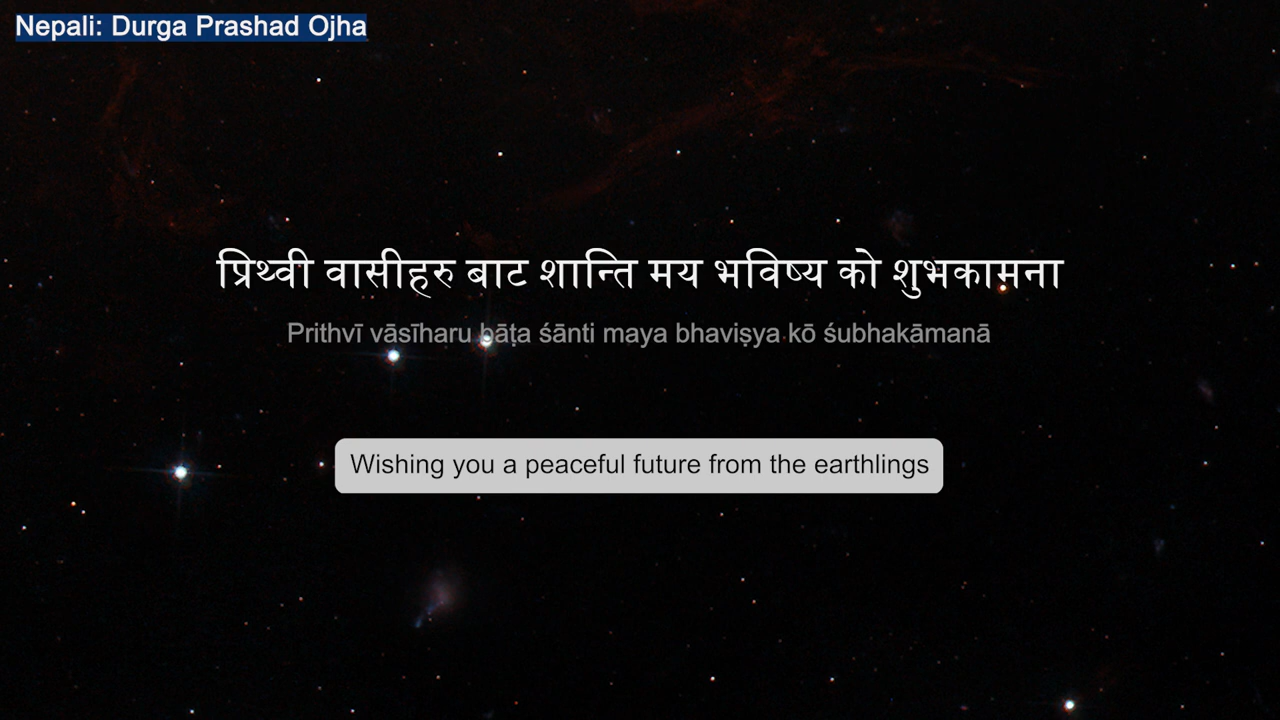 Nepali: Durga Prashad Ojha
प्रिथ्वी वासीहरु बाट शान्ति मय भविष्य को शुभकामना
Prithvī vāsīharu bāṭa śānti maya bhaviṣya kō śubhakāmanā
Wishing you a peaceful future from the earthlings